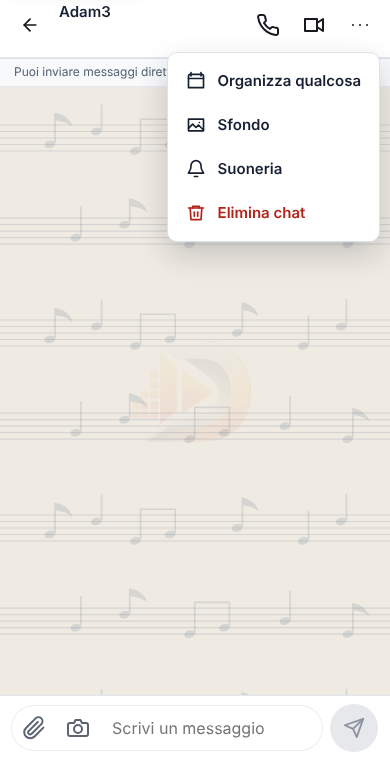 Adam3
Puoi inviare messaggi diret
Organizza qualcosa
Sfondo
Suoneria
Elimina chat
Scrivi un messaggio